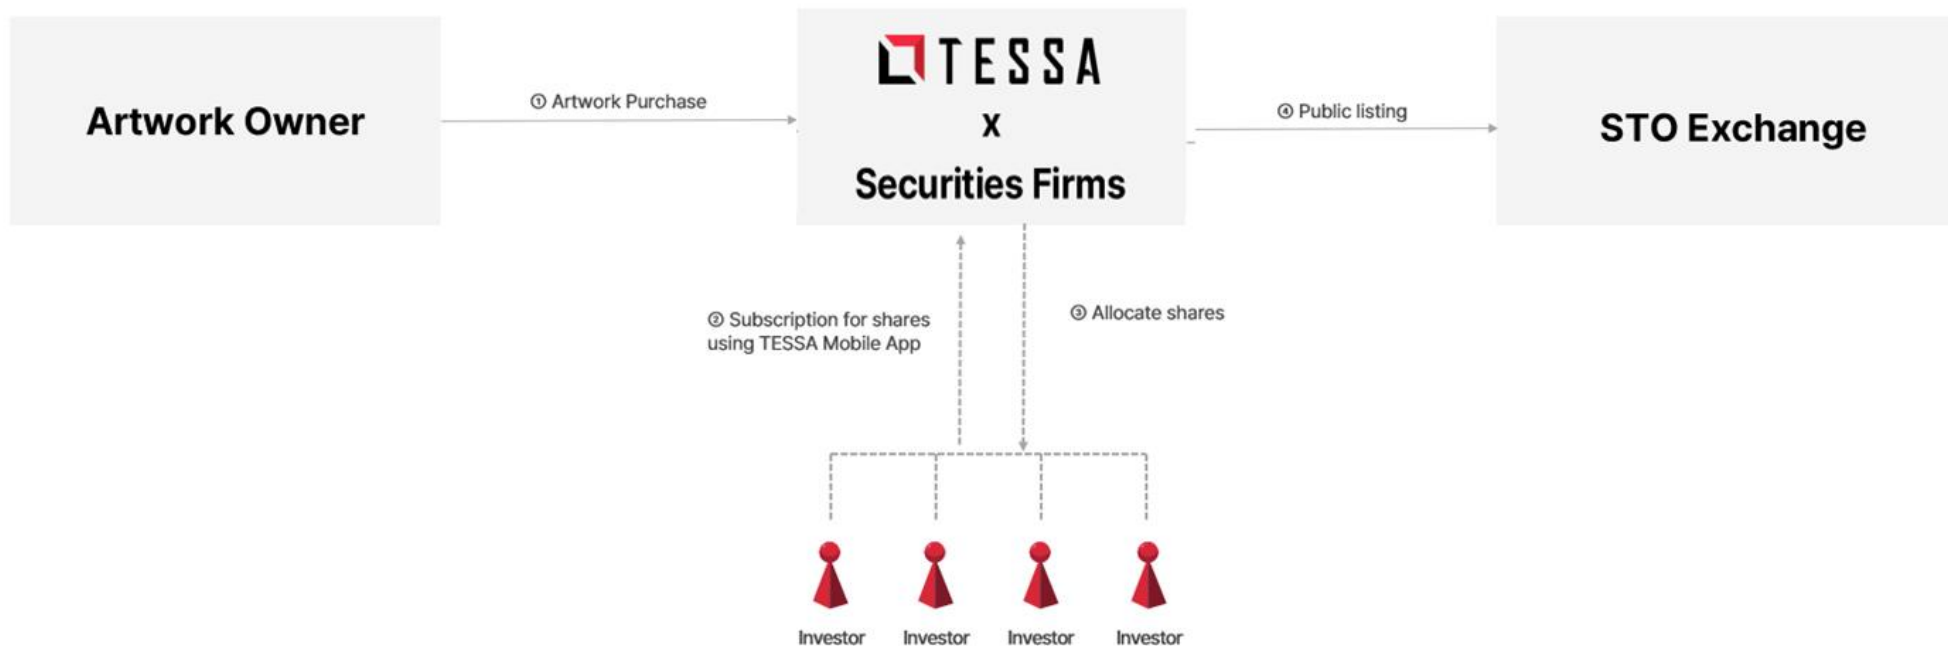 Artwork Owner
① Artwork Purchase
TESSA
x
Securities Firms
④ Public listing
STO Exchange
② Subscription for shares
using TESSA Mobile App
③ Allocate shares
Investor
Investor
Investor
Investor